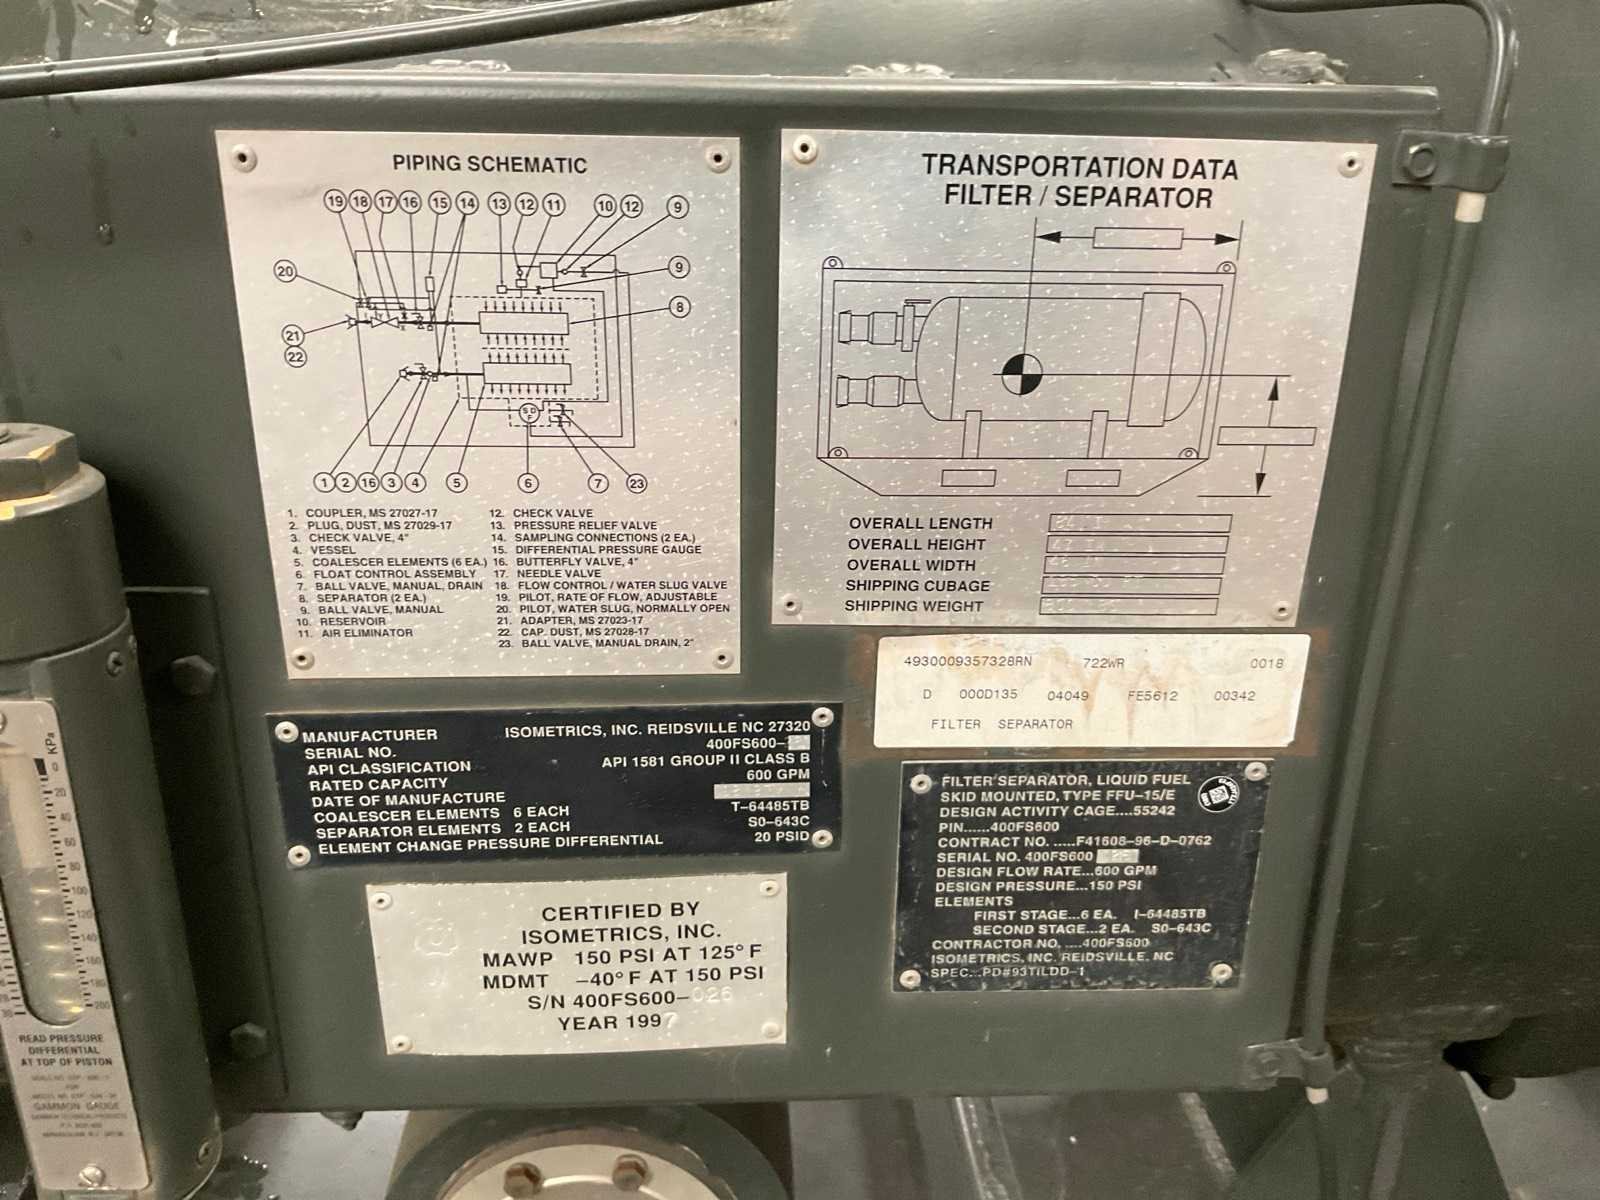 PIPING SCHEMATIC
19 18 17 16 15 14 13 12 11 10 12 9
20
9
8
21
22
S D
F
1 2 16 3 4 5 6 7 23
1. COUPLER, MS 27027-17
2. PLUG, DUST, MS 27029-17
3. CHECK VALVE, 4"
4. VESSEL
5. COALESCER ELEMENTS (6 EA.)
6. FLOAT CONTROL ASSEMBLY
7. BALL VALVE, MANUAL, DRAIN
8. SEPARATOR (2 EA.)
9. BALL VALVE, MANUAL
10. RESERVOIR
11. AIR ELIMINATOR
12. CHECK VALVE
13. PRESSURE RELIEF VALVE
14. SAMPLING CONNECTIONS (2 EA.)
15. DIFFERENTIAL PRESSURE GAUGE
16. BUTTERFLY VALVE, 4"
17. NEEDLE VALVE
18. FLOW CONTROL / WATER SLUG VALVE
19. PILOT, RATE OF FLOW, ADJUSTABLE
20. PILOT, WATER SLUG, NORMALLY OPEN
21. ADAPTER, MS 27023-17
22. CAP, DUST, MS 27028-17
23. BALL VALVE, MANUAL DRAIN, 2"
TRANSPORTATION DATA
FILTER / SEPARATOR
OVERALL LENGTH
OVERALL HEIGHT
OVERALL WIDTH
SHIPPING CUBAGE
SHIPPING WEIGHT
4930009357328RN 722WR 0018
D 000D135 04049 FE5612 00342
FILTER SEPARATOR
MANUFACTURER ISOMETRICS, INC. REIDSVILLE NC 27320
SERIAL NO. 400FS600-
API CLASSIFICATION API 1581 GROUP II CLASS B
RATED CAPACITY 600 GPM
DATE OF MANUFACTURE
COALESCER ELEMENTS 6 EACH T-64485TB
SEPARATOR ELEMENTS 2 EACH S0-643C
ELEMENT CHANGE PRESSURE DIFFERENTIAL 20 PSID
FILTER SEPARATOR, LIQUID FUEL
SKID MOUNTED, TYPE FFU-15/E
DESIGN ACTIVITY CAGE....55242
PIN......400FS600
CONTRACT NO. .....F41608-96-D-0762
SERIAL NO. 400FS600
DESIGN FLOW RATE...600 GPM
DESIGN PRESSURE...150 PSI
ELEMENTS
FIRST STAGE...6 EA. I-64485TB
SECOND STAGE...2 EA. S0-643C
CONTRACTOR NO. ....400FS600
ISOMETRICS, INC. REIDSVILLE, NC
SPEC...PD#93TILDD-1
CERTIFIED BY
ISOMETRICS, INC.
MAWP 150 PSI AT 125° F
MDMT -40° F AT 150 PSI
S/N 400FS600-026
YEAR 1997
KPa
0
20
40
60
80
100
120
140
160
180
200
30
READ PRESSURE
DIFFERENTIAL
AT TOP OF PISTON
GAMMON GAUGE